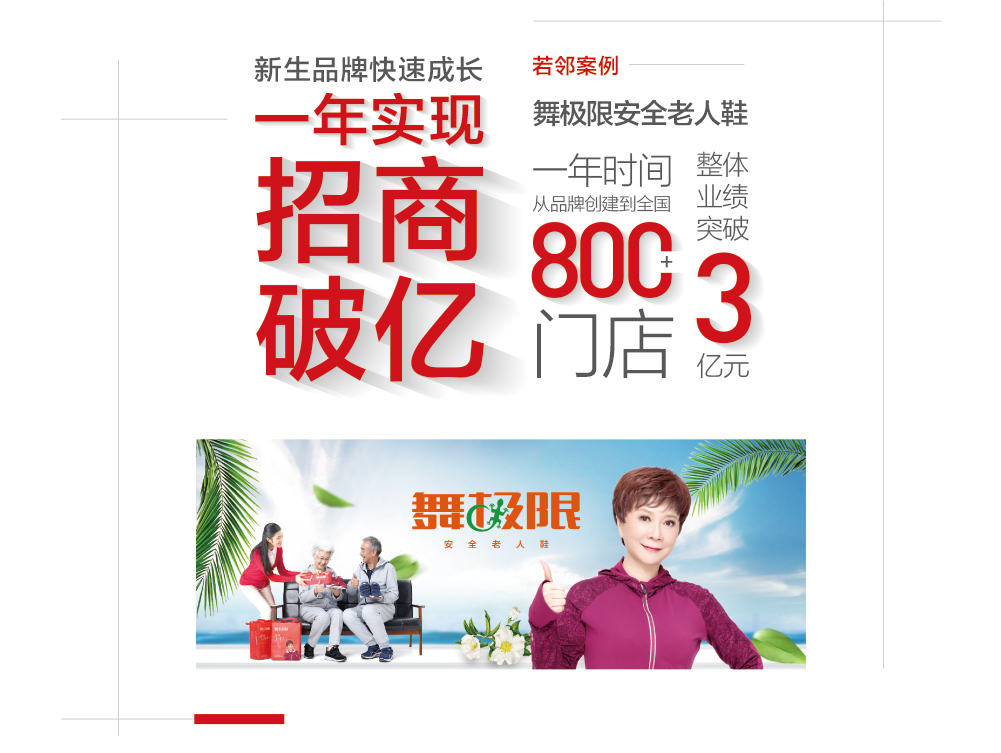 新生品牌快速成长
一年实现
招商
破亿
若邻案例
舞极限安全老人鞋
一年时间
从品牌创建到全国
800+
门店
整体
业绩
突破
3
亿元
舞极限
安全老人鞋